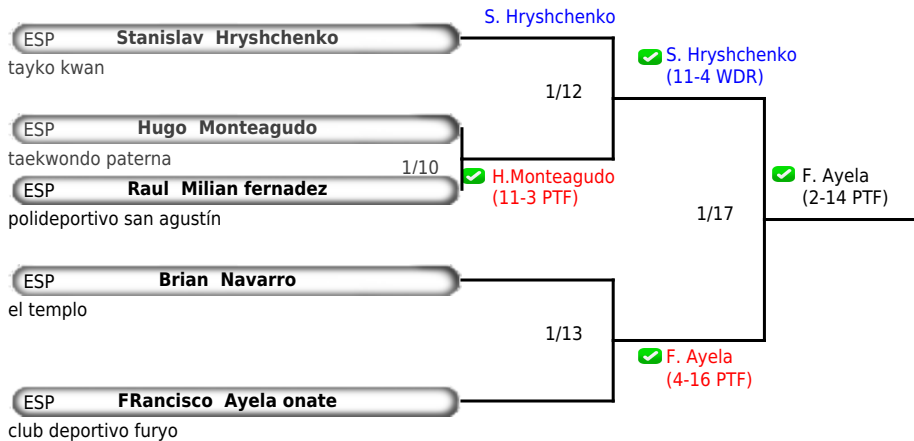 S. Hryshchenko
ESP Stanislav Hryshchenko
tayko kwan
S. Hryshchenko
(11-4 WDR)
1/12
ESP Hugo Monteagudo
taekwondo paterna
1/10
H.Monteagudo
(11-3 PTF)
ESP Raul Milian fernadez
polideportivo san agustín
F. Ayela
(2-14 PTF)
1/17
ESP Brian Navarro
el templo
1/13
F. Ayela
(4-16 PTF)
ESP FRancisco Ayela onate
club deportivo furyo